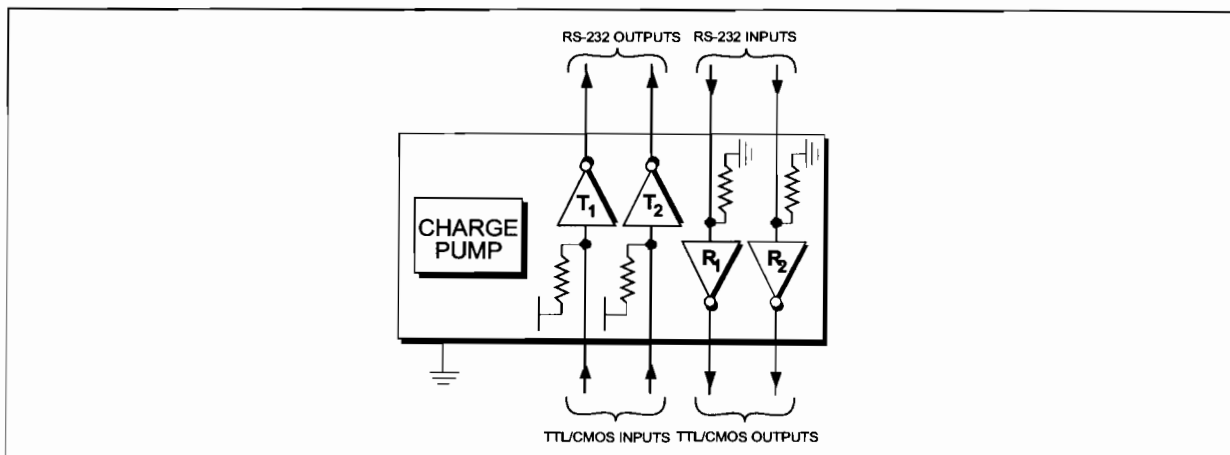 RS-232 OUTPUTS
RS-232 INPUTS
T1
T2
CHARGE
PUMP
R1
R2
TTL/CMOS INPUTS
TTL/CMOS OUTPUTS